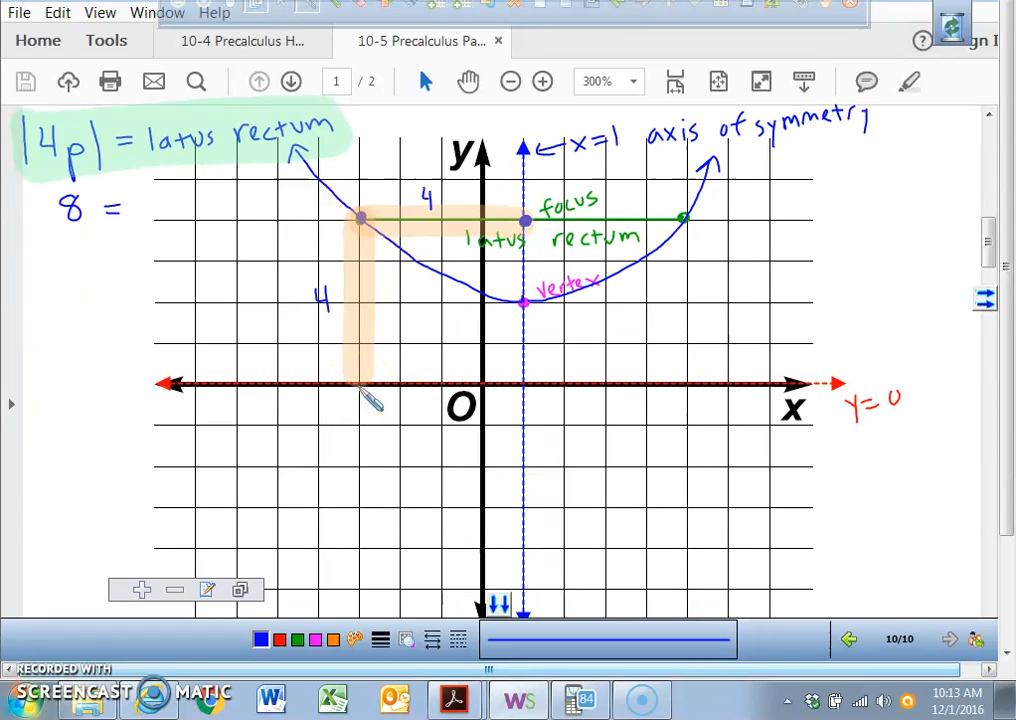 File Edit View Window Help
Home Tools 10-4 Precalculus H... 10-5 Precalculus Pa... ×
1 / 2 300%
|4p| = latus rectum
8 =
y
← x=1 axis of symmetry
4
focus
latus rectum
vertex
4
O
x
y= 0
10/10
RECORDED WITH
SCREENCAST MATIC
W X WS 84
10:13 AM
12/1/2016